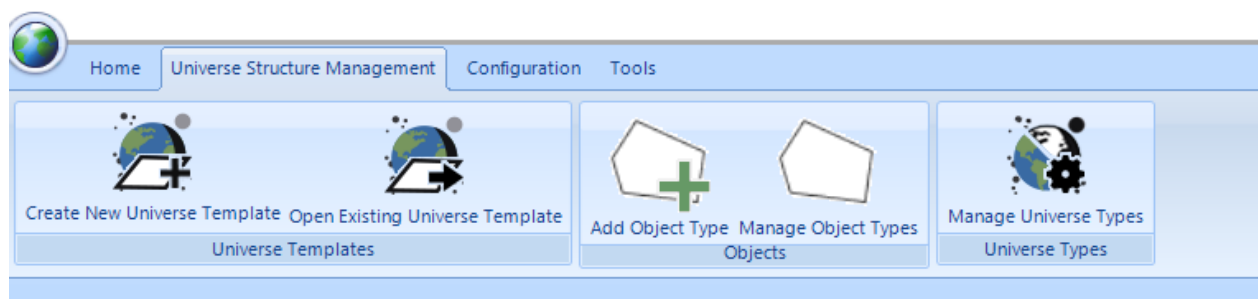 Home Universe Structure Management Configuration Tools
Create New Universe Template Open Existing Universe Template
Universe Templates
Add Object Type Manage Object Types
Objects
Manage Universe Types
Universe Types